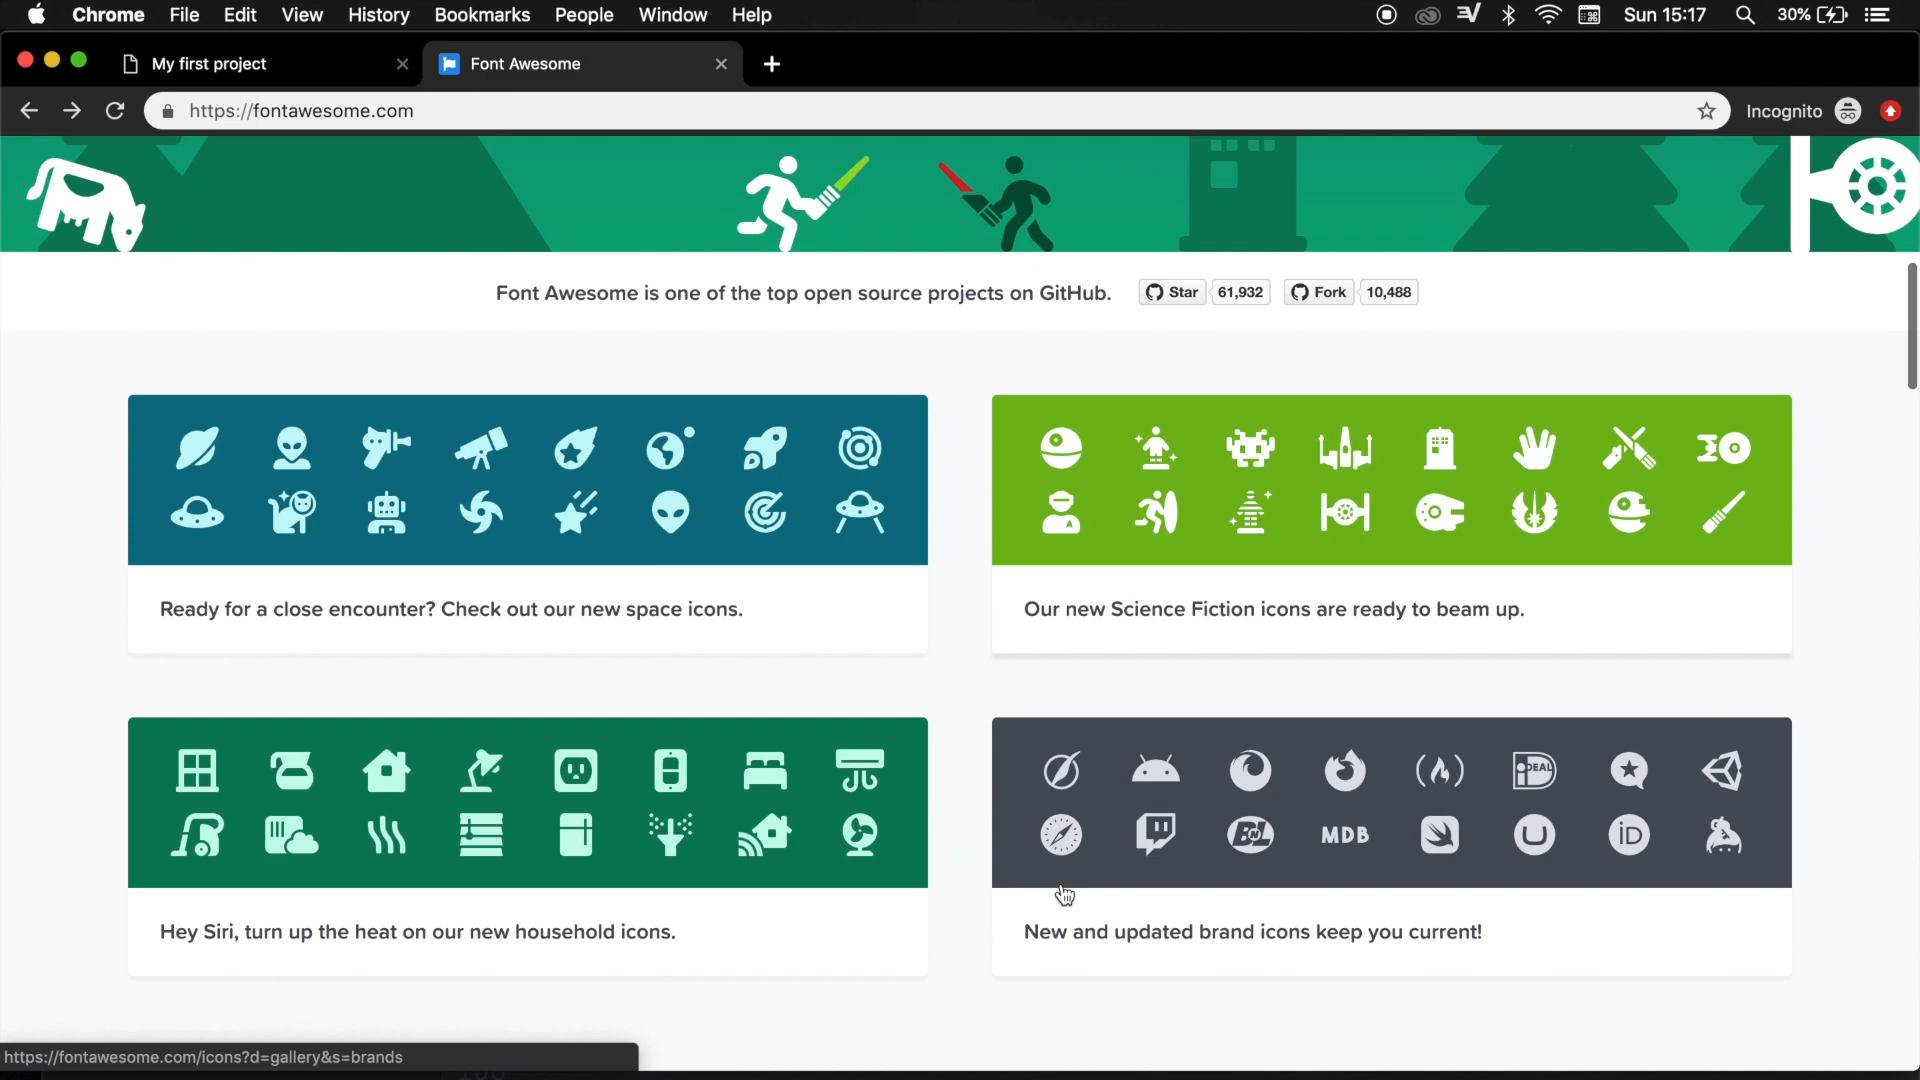 Chrome File Edit View History Bookmarks People Window Help Sun 15:17 30%
My first project Font Awesome
https://fontawesome.com Incognito
Font Awesome is one of the top open source projects on GitHub. Star 61,932 Fork 10,488
Ready for a close encounter? Check out our new space icons.
Our new Science Fiction icons are ready to beam up.
iDEAL
BN MDB iD
Hey Siri, turn up the heat on our new household icons.
New and updated brand icons keep you current!
https://fontawesome.com/icons?d=gallery&s=brands